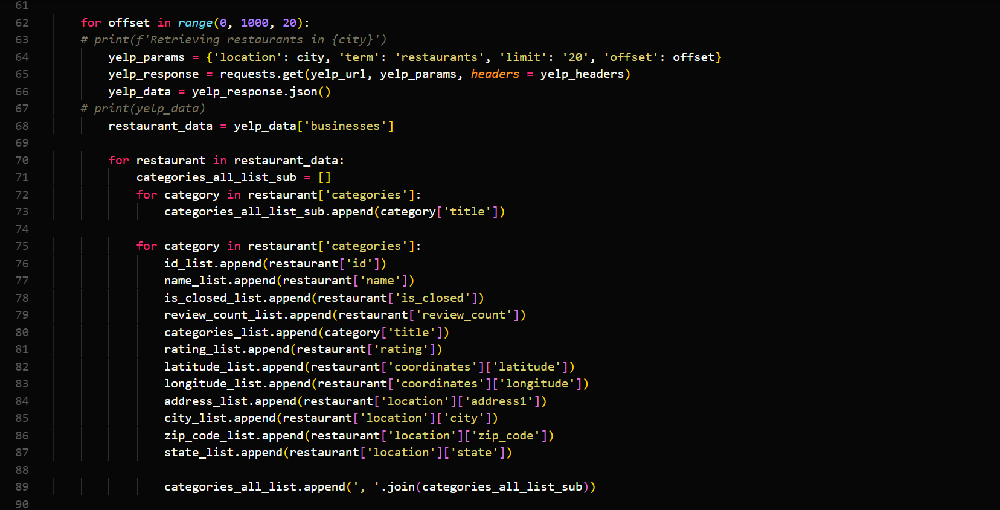 61
62 for offset in range(0, 1000, 20):
63 # print(f'Retrieving restaurants in {city}')
64 yelp_params = {'location': city, 'term': 'restaurants', 'limit': '20', 'offset': offset}
65 yelp_response = requests.get(yelp_url, yelp_params, headers = yelp_headers)
66 yelp_data = yelp_response.json()
67 # print(yelp_data)
68 restaurant_data = yelp_data['businesses']
69
70 for restaurant in restaurant_data:
71 categories_all_list_sub = []
72 for category in restaurant['categories']:
73 categories_all_list_sub.append(category['title'])
74
75 for category in restaurant['categories']:
76 id_list.append(restaurant['id'])
77 name_list.append(restaurant['name'])
78 is_closed_list.append(restaurant['is_closed'])
79 review_count_list.append(restaurant['review_count'])
80 categories_list.append(category['title'])
81 rating_list.append(restaurant['rating'])
82 latitude_list.append(restaurant['coordinates']['latitude'])
83 longitude_list.append(restaurant['coordinates']['longitude'])
84 address_list.append(restaurant['location']['address1'])
85 city_list.append(restaurant['location']['city'])
86 zip_code_list.append(restaurant['location']['zip_code'])
87 state_list.append(restaurant['location']['state'])
88
89 categories_all_list.append(', '.join(categories_all_list_sub))
90